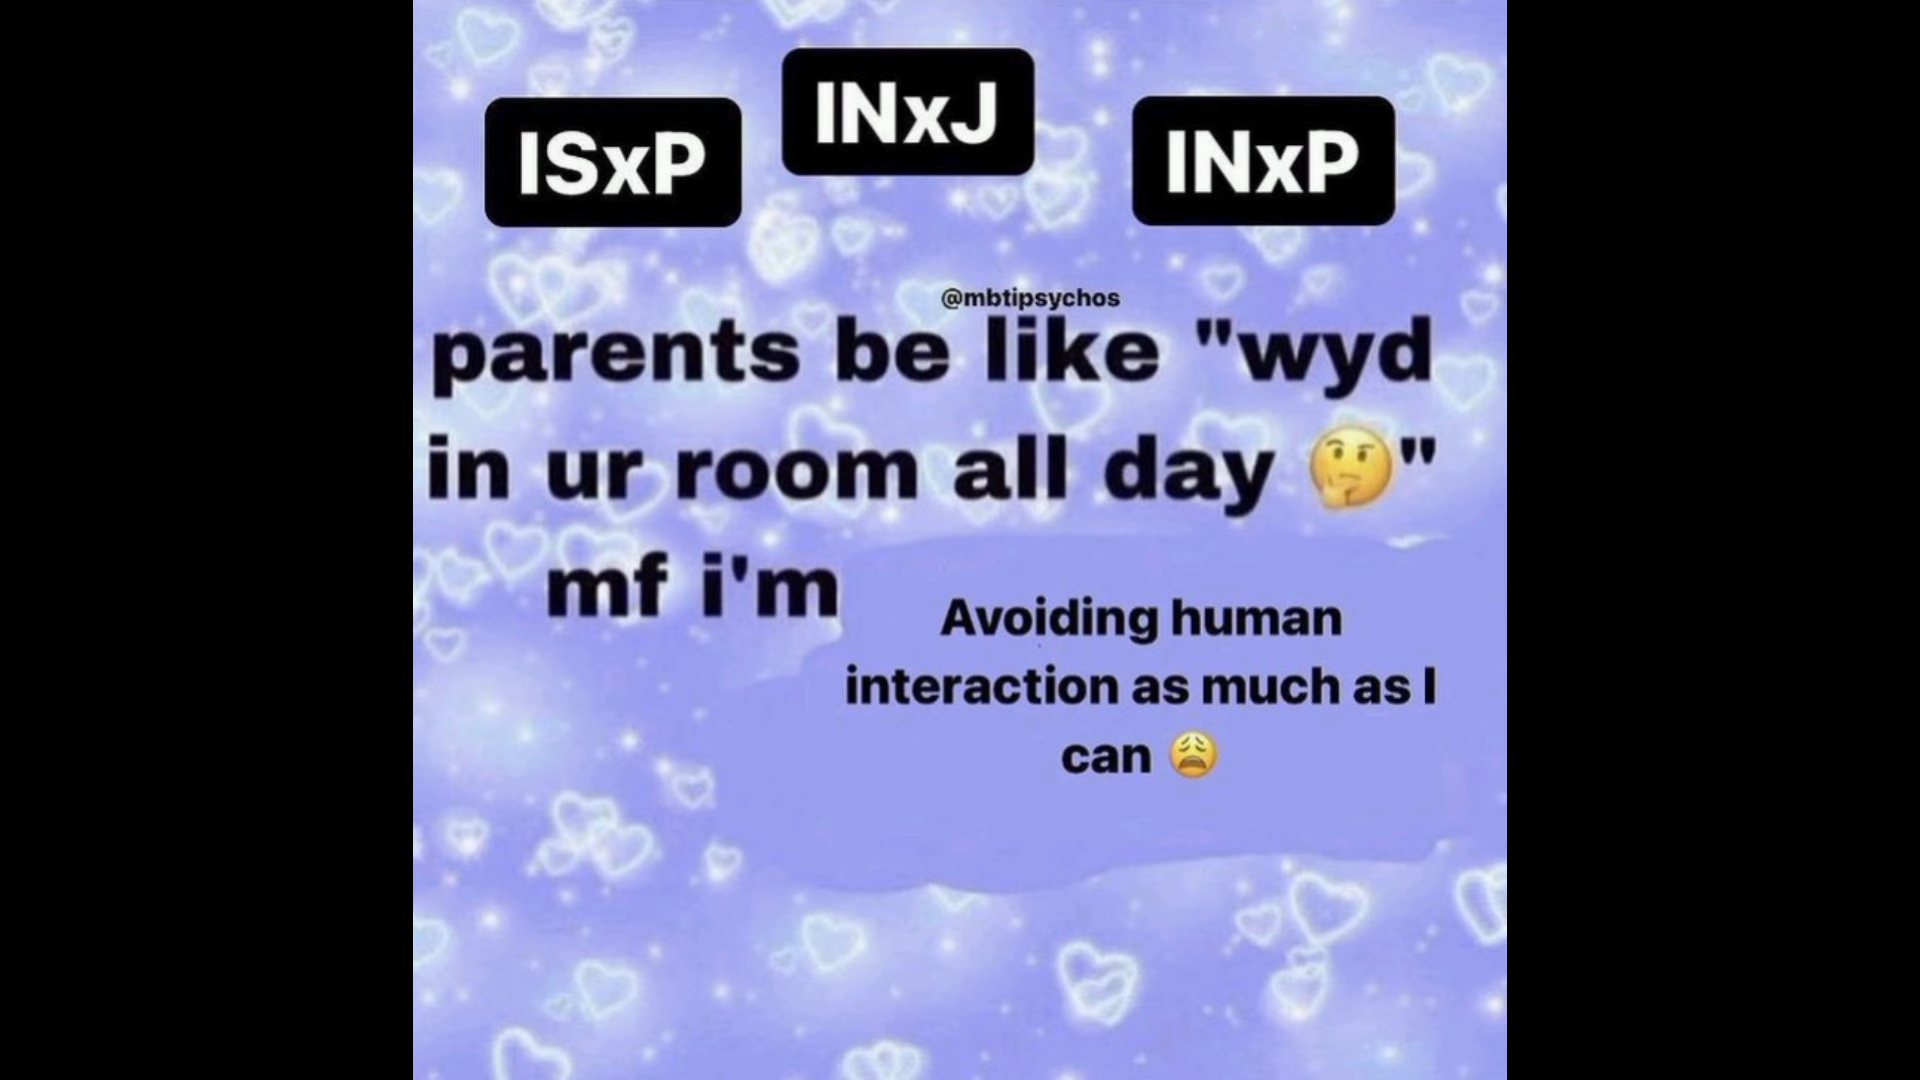 ISxP
INxJ
INxP
@mbtipsychos
parents be like "wyd
in ur room all day 🤔"
mf i'm
Avoiding human
interaction as much as I
can 😩